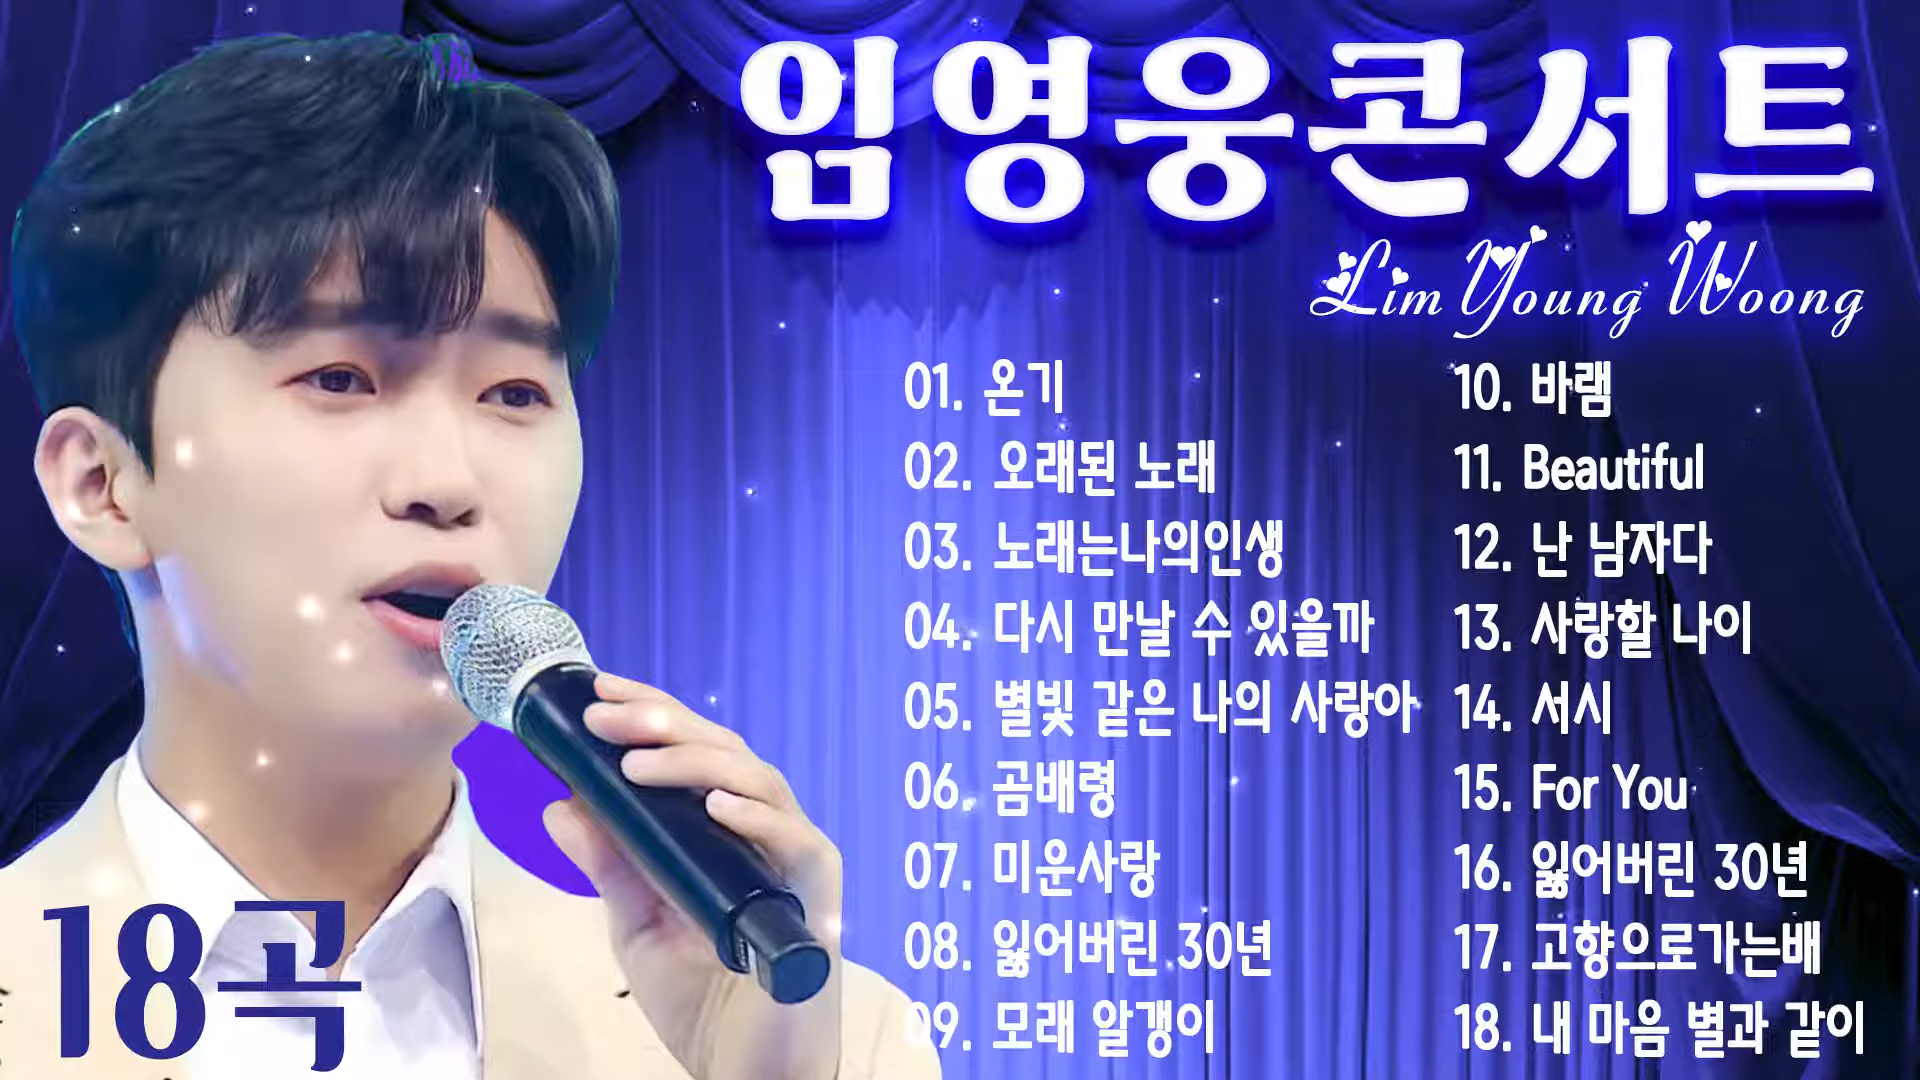 임영웅콘서트
Lim Young Woong
01. 온기
02. 오래된 노래
03. 노래는나의인생
04. 다시 만날 수 있을까
05. 별빛 같은 나의 사랑아
06. 곰배령
07. 미운사랑
08. 잃어버린 30년
09. 모래 알갱이
10. 바램
11. Beautiful
12. 난 남자다
13. 사랑할 나이
14. 서시
15. For You
16. 잃어버린 30년
17. 고향으로가는배
18. 내 마음 별과 같이
18곡